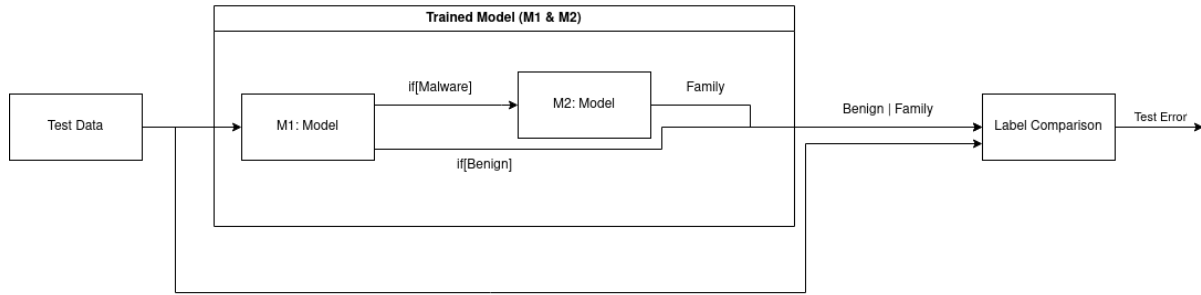 Trained Model (M1 & M2)
if[Malware]
M2: Model
Family
Test Data
M1: Model
if[Benign]
Benign | Family
Label Comparison
Test Error